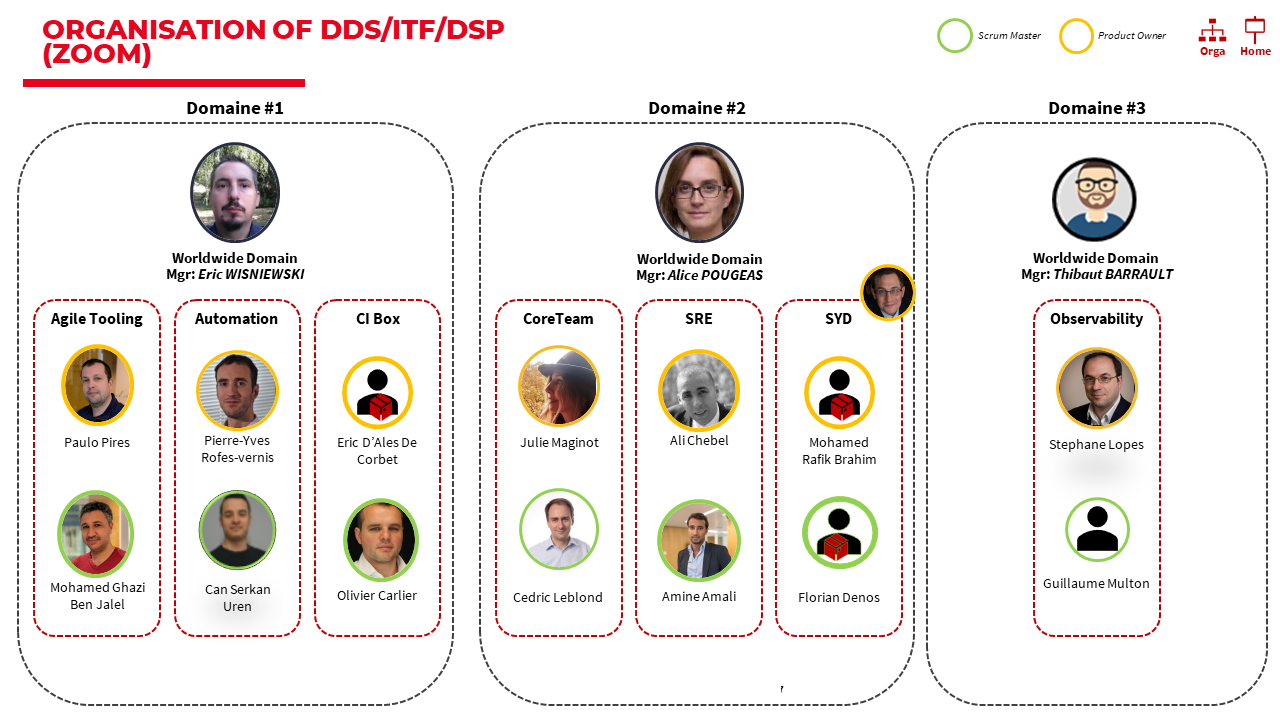 ORGANISATION OF DDS/ITF/DSP
(ZOOM)
Scrum Master
Product Owner
Orga
Home
Domaine #1
Domaine #2
Domaine #3
Worldwide Domain
Mgr: Eric WISNIEWSKI
Worldwide Domain
Mgr: Alice POUGEAS
Worldwide Domain
Mgr: Thibaut BARRAULT
Agile Tooling
Automation
CI Box
CoreTeam
SRE
SYD
Observability
Paulo Pires
Pierre-Yves
Rofes-vernis
Eric D’Ales De
Corbet
Julie Maginot
Ali Chebel
Mohamed
Rafik Brahim
Stephane Lopes
Mohamed Ghazi
Ben Jalel
Can Serkan
Uren
Olivier Carlier
Cedric Leblond
Amine Amali
Florian Denos
Guillaume Multon